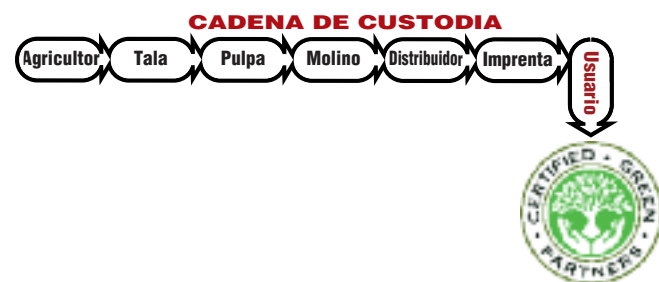 CADENA DE CUSTODIA
Agricultor Tala Pulpa Molino Distribuidor Imprenta Usuario
CERTIFIED · GREEN · PARTNERS ·